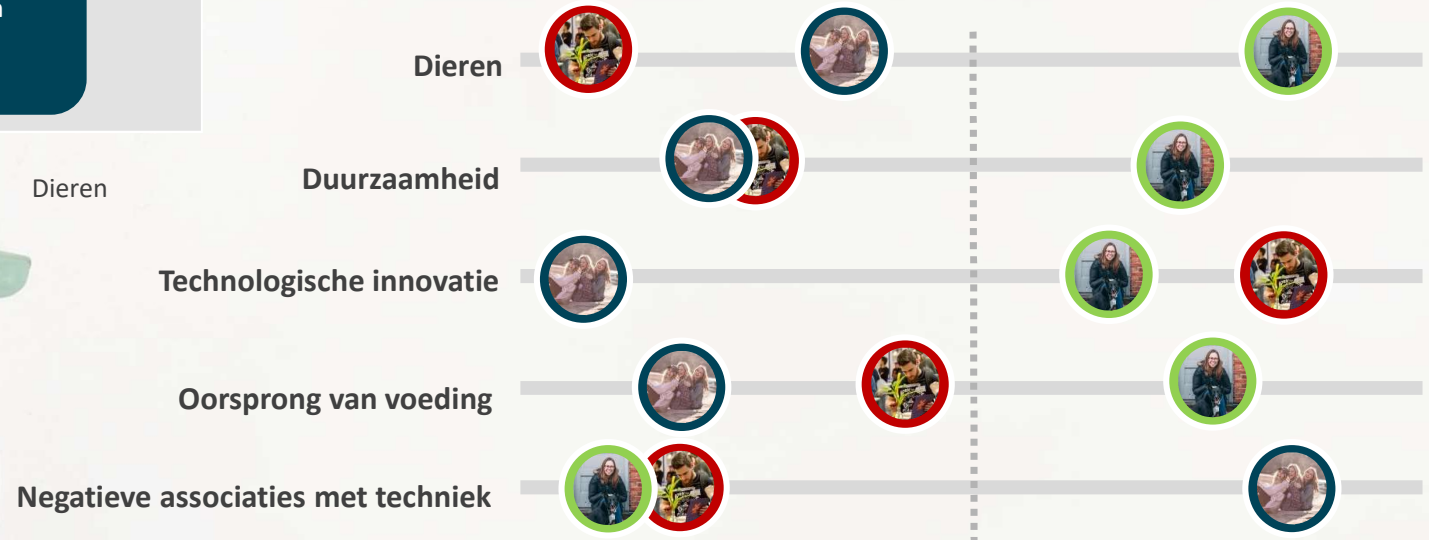 Dieren
Duurzaamheid
Dieren
Technologische innovatie
Oorsprong van voeding
Negatieve associaties met techniek